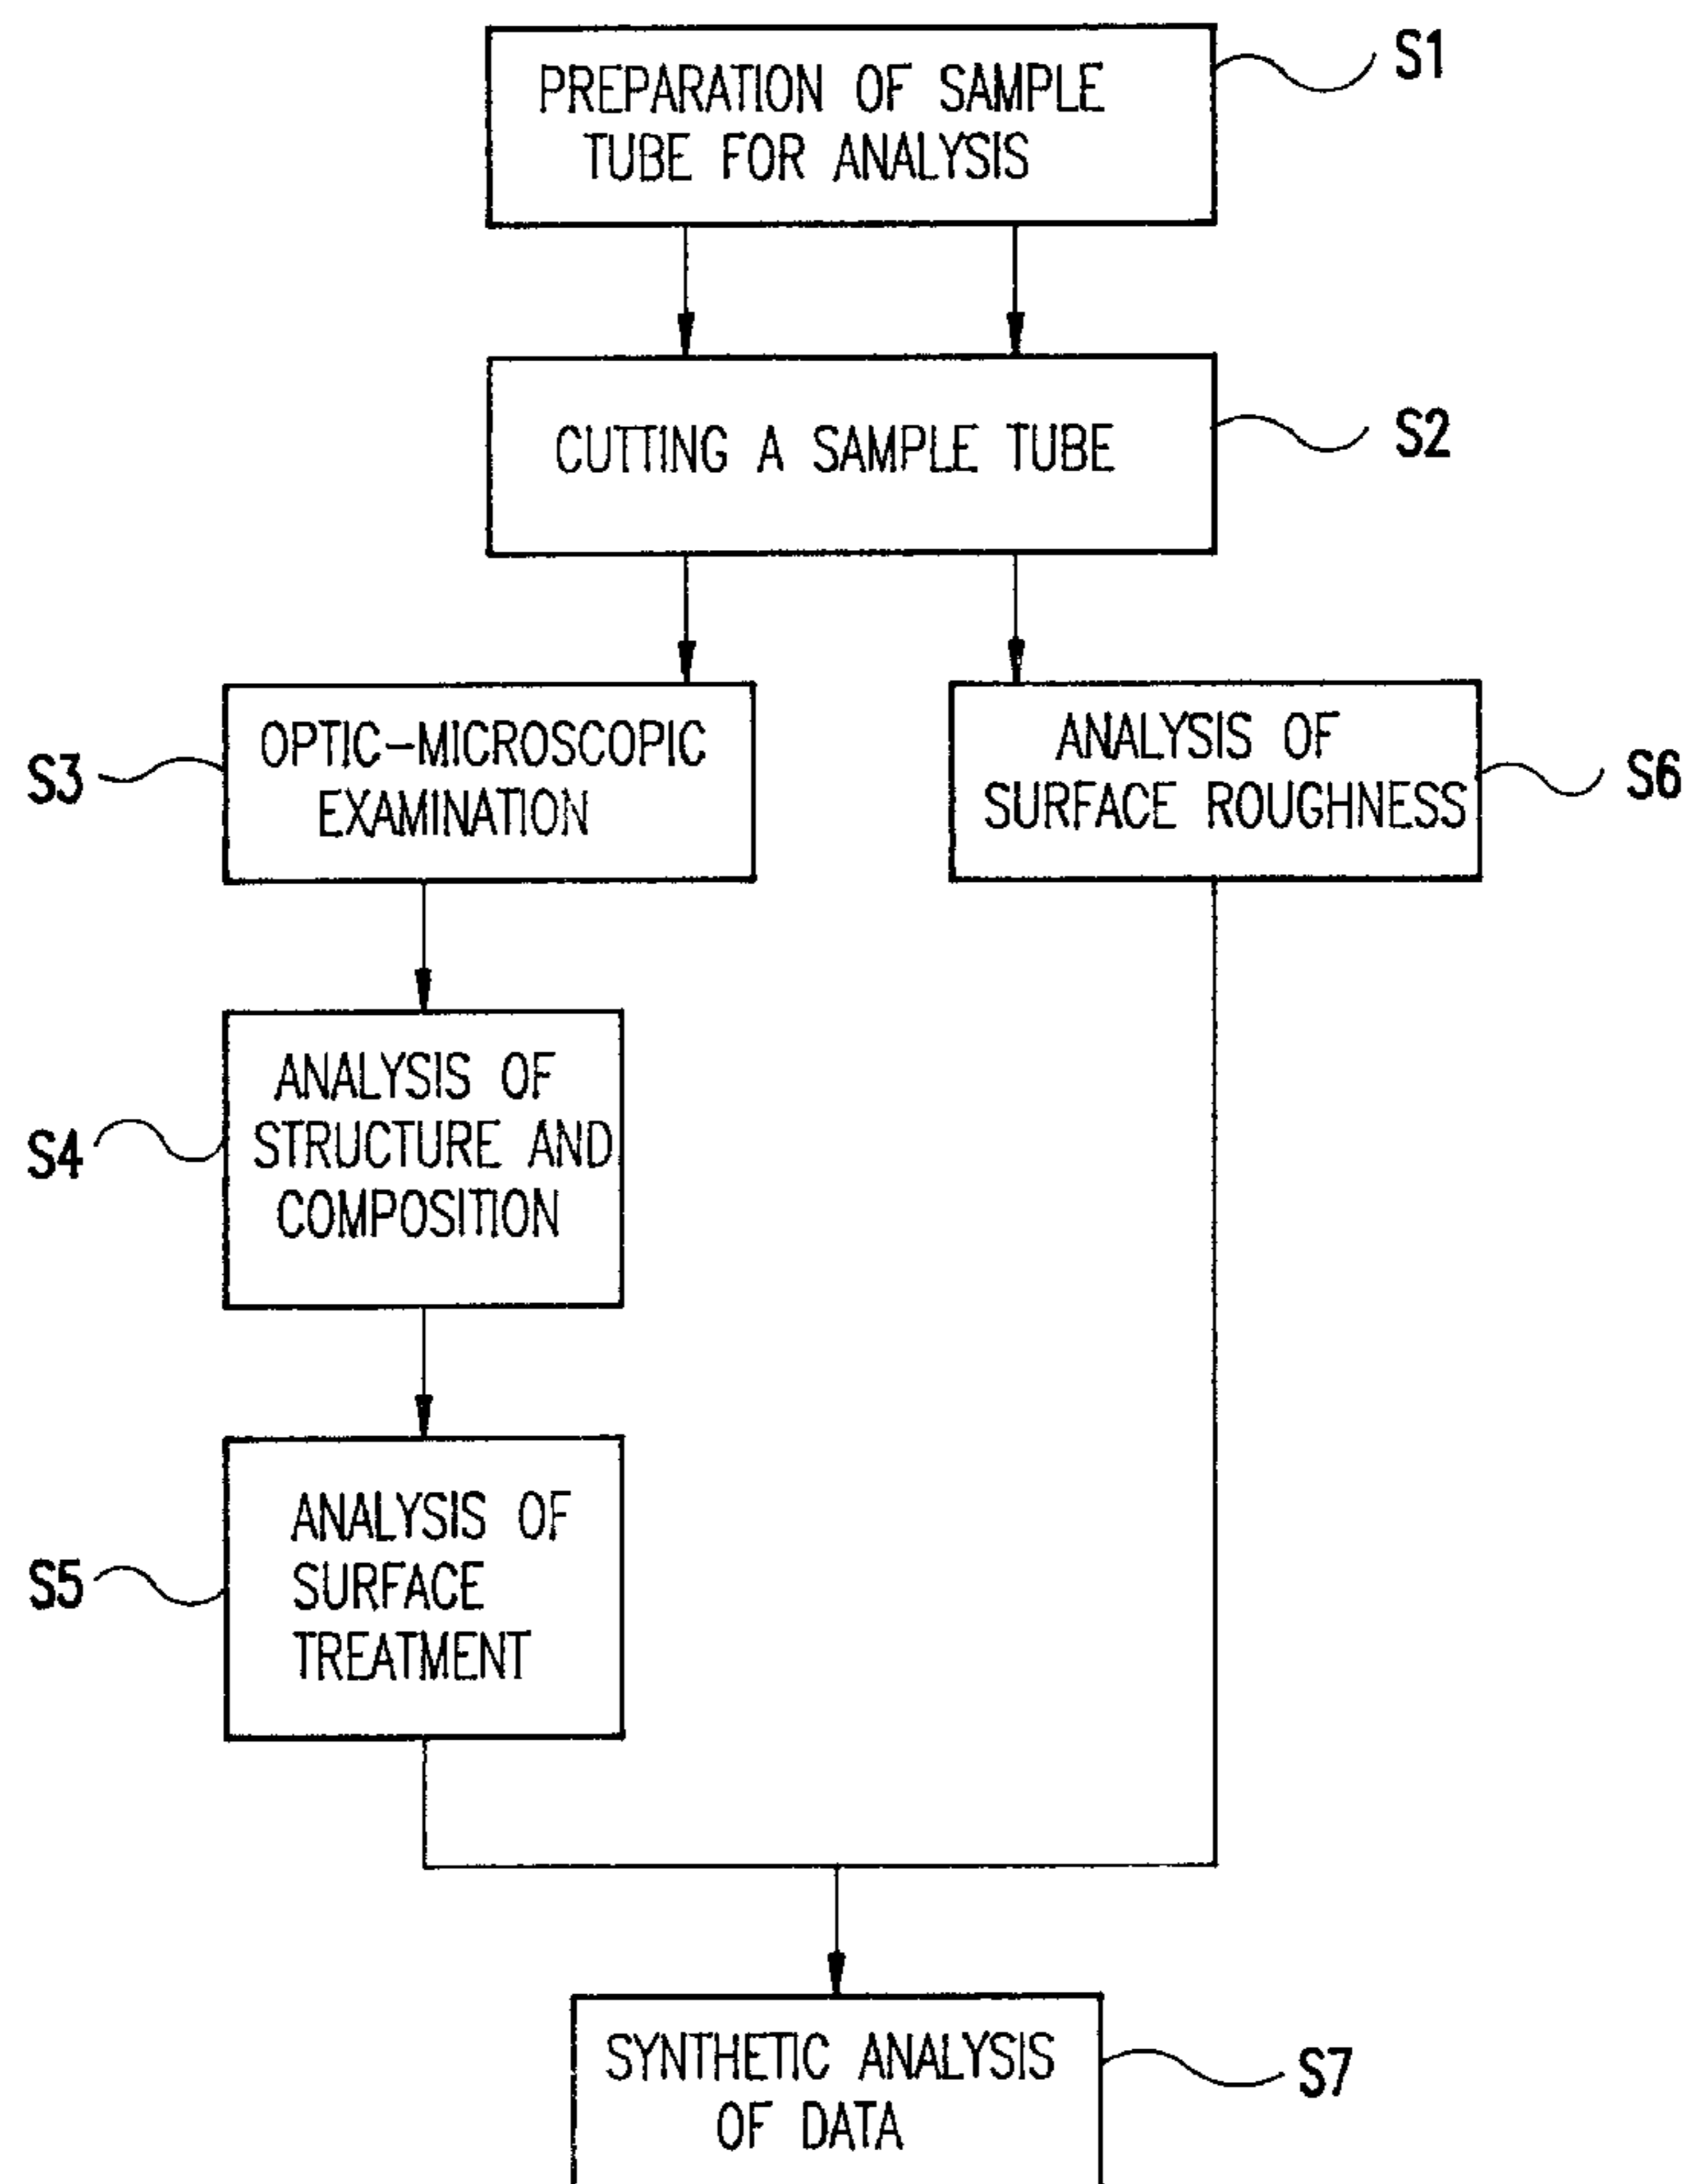 PREPARATION OF SAMPLE
TUBE FOR ANALYSIS
S1
CUTTING A SAMPLE TUBE
S2
S3
OPTIC-MICROSCOPIC
EXAMINATION
ANALYSIS OF
SURFACE ROUGHNESS
S6
S4
ANALYSIS OF
STRUCTURE AND
COMPOSITION
S5
ANALYSIS OF
SURFACE
TREATMENT
SYNTHETIC ANALYSIS
OF DATA
S7